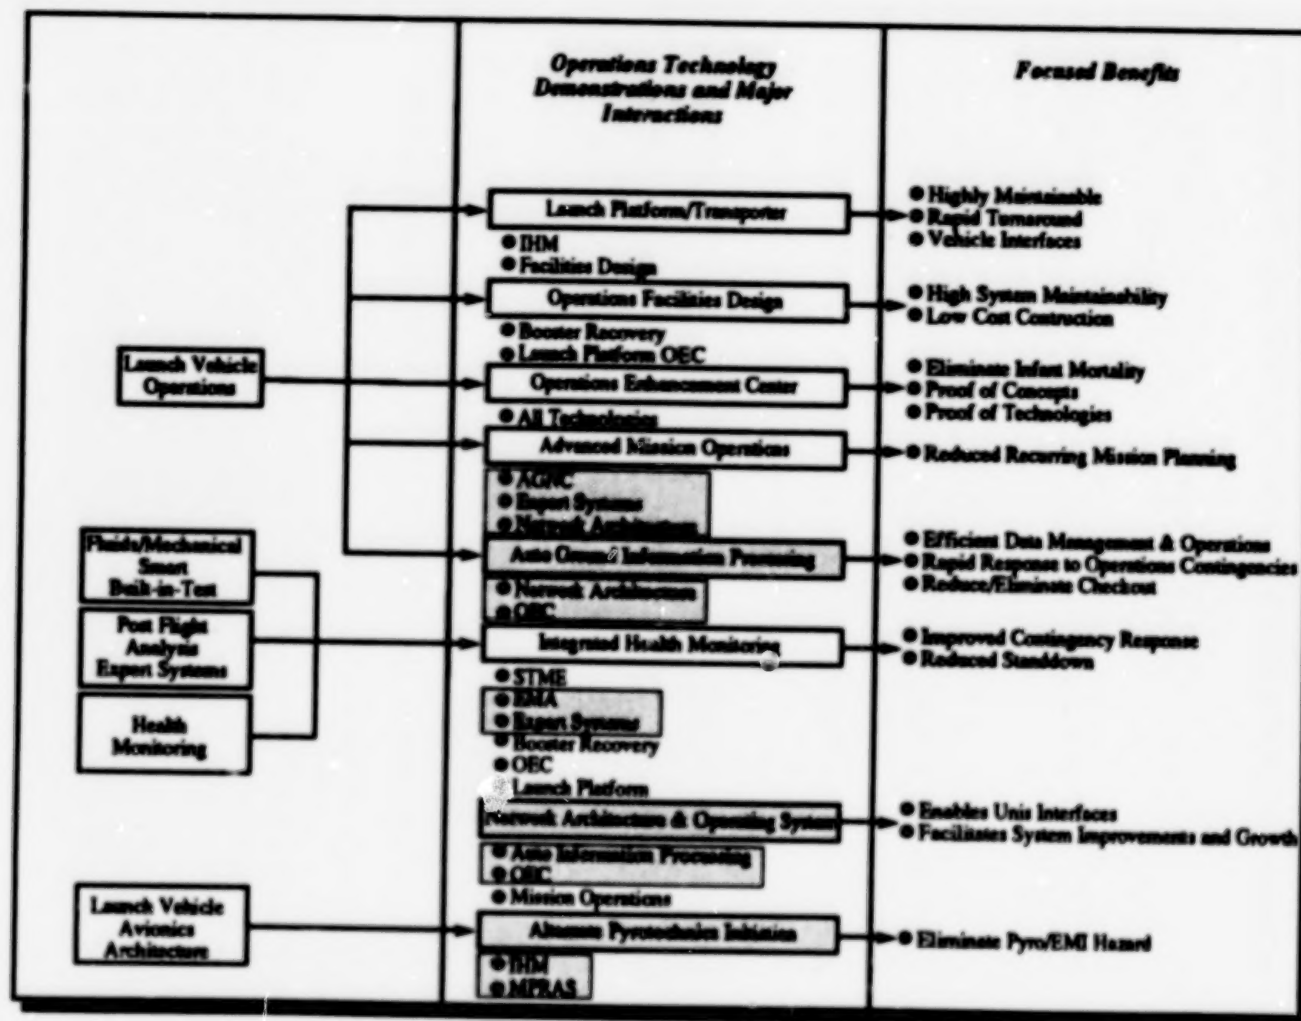 Operations Technology
Demonstrations and Major
Interactions
Focused Benefits
Launch Vehicle
Operations
Fluids/Mechanical
Smart
Built-in-Test
Post Flight
Analysis
Expert Systems
Health
Monitoring
Launch Vehicle
Avionics
Architecture
Launch Platform/Transporter
● IHM
● Facilities Design
Operations Facilities Design
● Booster Recovery
● Launch Platform OEC
Operations Enhancement Center
● All Technologies
Advanced Mission Operations
● AGNC
● Expert Systems
● Network Architecture
Auto Ground Information Processing
● Network Architecture
● OEC
Integrated Health Monitoring
● STME
● EMA
● Expert Systems
● Booster Recovery
● OEC
Launch Platform
Network Architecture & Operating System
● Auto Information Processing
● OEC
● Mission Operations
Alternate Pyrotechnics Initiation
● IHM
● MPRAS
● Highly Maintainable
● Rapid Turnaround
● Vehicle Interfaces
● High System Maintainability
● Low Cost Contruction
● Eliminate Infant Mortality
● Proof of Concepts
● Proof of Technologies
● Reduced Recurring Mission Planning
● Efficient Data Management & Operations
● Rapid Response to Operations Contingencies
● Reduce/Eliminate Checkout
● Improved Contingency Response
● Reduced Standdown
● Enables Unis Interfaces
● Facilitates System Improvements and Growth
● Eliminate Pyro/EMI Hazard